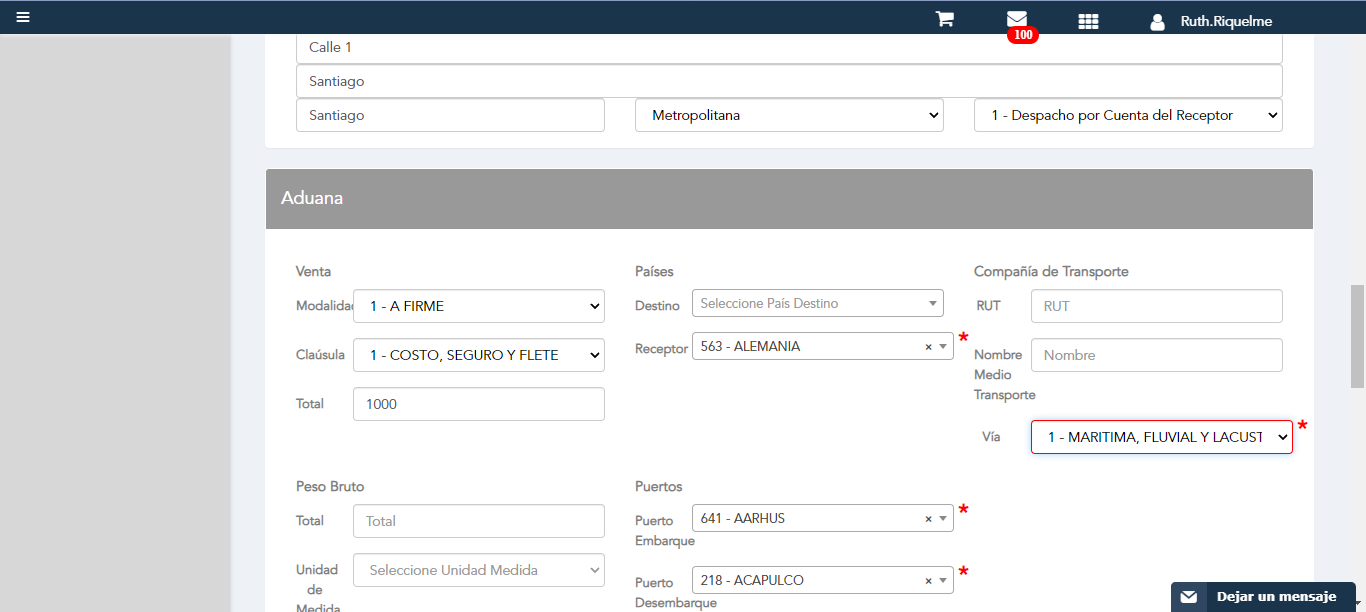 Ruth.Riquelme
100
Calle 1
Santiago
Santiago Metropolitana 1 - Despacho por Cuenta del Receptor
Aduana
Venta Países Compañía de Transporte
Modalidad 1 - A FIRME Destino Seleccione País Destino RUT RUT
Claúsula 1 - COSTO, SEGURO Y FLETE Receptor 563 - ALEMANIA × * Nombre Medio Transporte Nombre
Total 1000
Vía 1 - MARITIMA, FLUVIAL Y LACUST *
Peso Bruto Puertos
Total Total Puerto Embarque 641 - AARHUS × *
Unidad de Medida Seleccione Unidad Medida Puerto Desembarque 218 - ACAPULCO × *
Dejar un mensaje